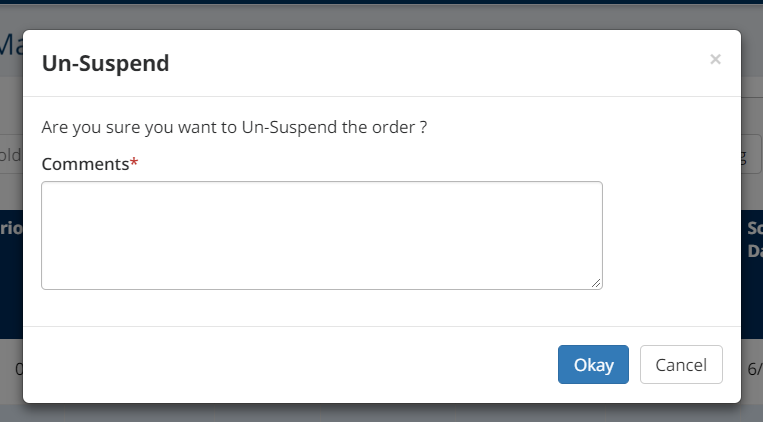 Ma
Un-Suspend
×
Are you sure you want to Un-Suspend the order ?
old
Comments*
g
rio
Sc
Da
Okay
Cancel
0
6/